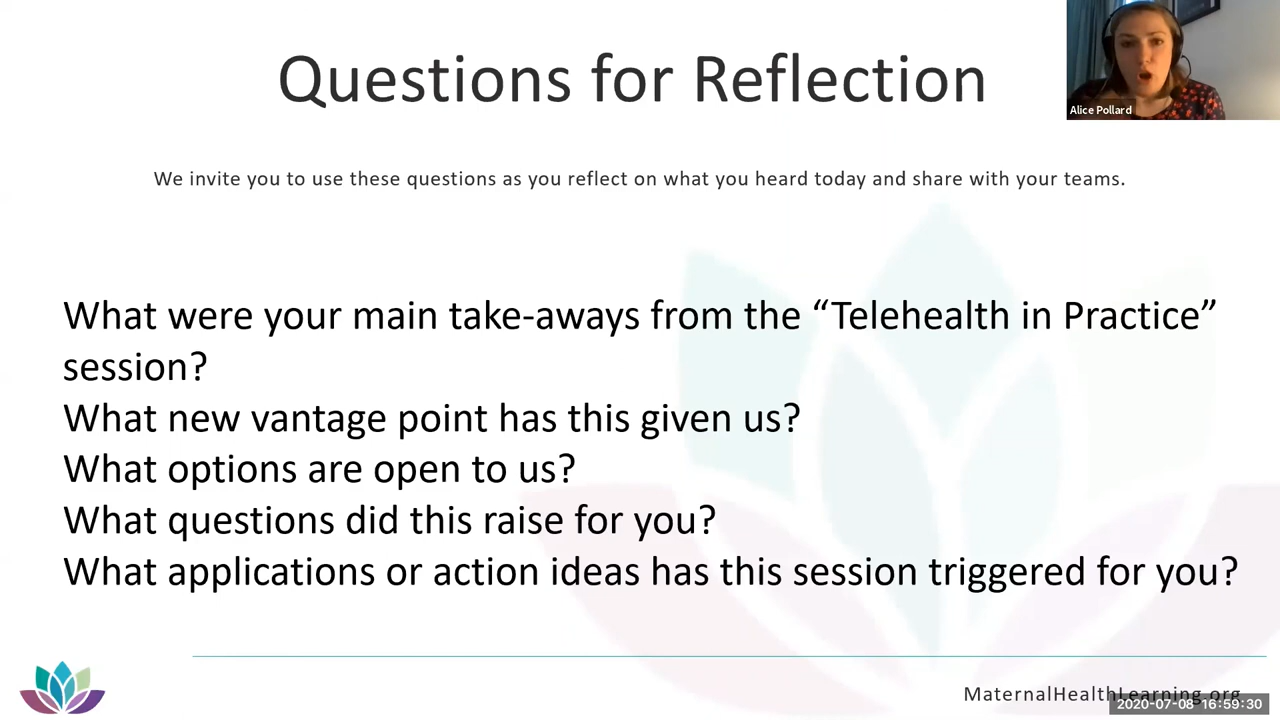 Questions for Reflection
Alice Pollard
We invite you to use these questions as you reflect on what you heard today and share with your teams.
What were your main take-aways from the “Telehealth in Practice”
session?
What new vantage point has this given us?
What options are open to us?
What questions did this raise for you?
What applications or action ideas has this session triggered for you?
MaternalHealthLearning.org
2020-07-08 16:59:30